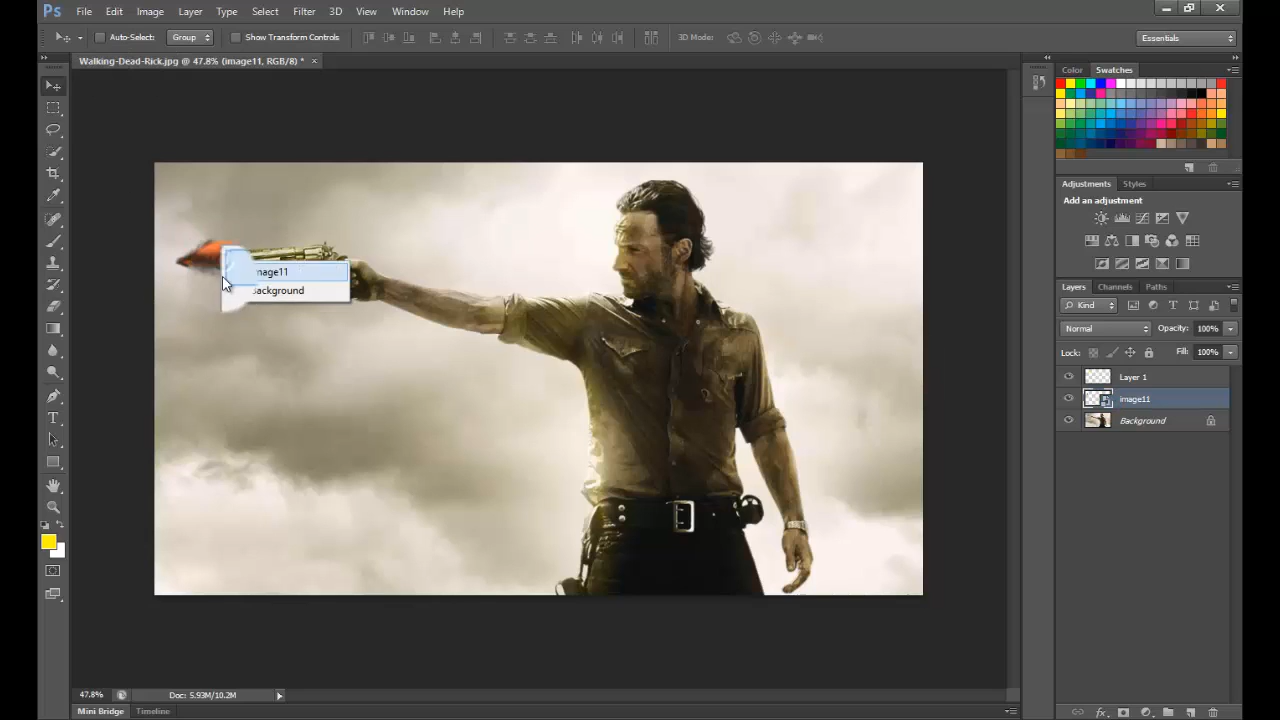 Ps File Edit Image Layer Type Select Filter 3D View Window Help
Auto-Select: Group Show Transform Controls 3D Mode: Essentials
Walking-Dead-Rick.jpg @ 47.8% (image11, RGB/8) * ×
Color Swatches
Adjustments Styles
Add an adjustment
Layers Channels Paths
Kind
Normal Opacity: 100%
Lock: Fill: 100%
Layer 1
image11
Background
image11
Background
47.8% Doc: 5.93M/10.2M
Mini Bridge Timeline